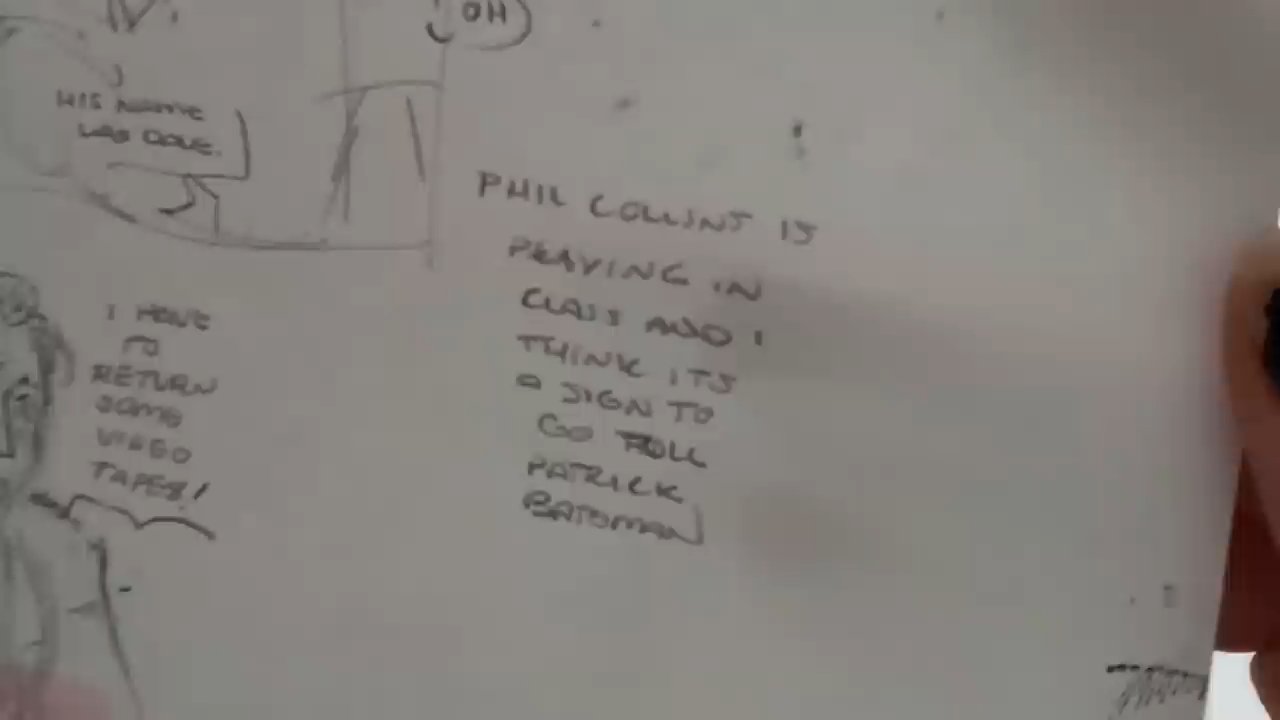 OH
HIS NAME
WAS DAVE.
PHIL COLLINS IS
PLAYING IN
CLASS AND I
THINK ITS
A SIGN TO
GO FULL
PATRICK
BATEMAN
I HAVE
TO
RETURN
SOME
VIDEO
TAPES!